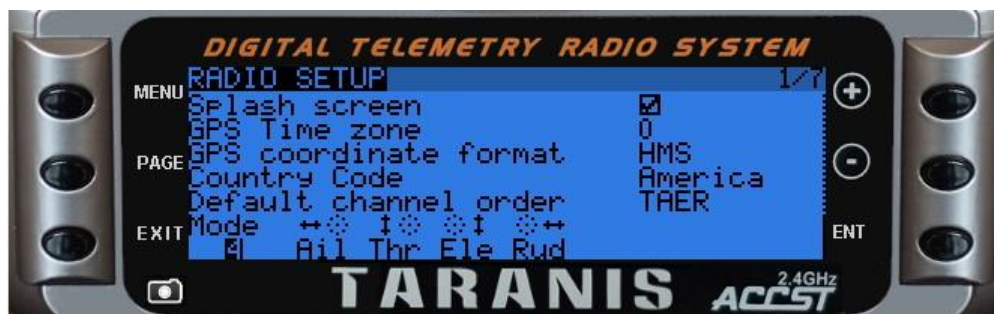 DIGITAL TELEMETRY RADIO SYSTEM
RADIO SETUP 1/7
MENU
Splash screen
GPS Time zone 0
PAGE
GPS coordinate format HMS
Country Code America
Default channel order TAER
EXIT
Mode
4 Ail Thr Ele Rud
+
-
ENT
TARANIS
2.4GHz
ACCST